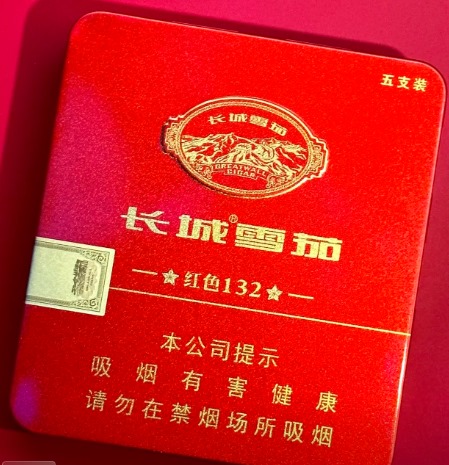 五支装
长城雪茄
GREATWALL
CIGAR
长城®雪茄
红色132
本公司提示
吸烟有害健康
请勿在禁烟场所吸烟